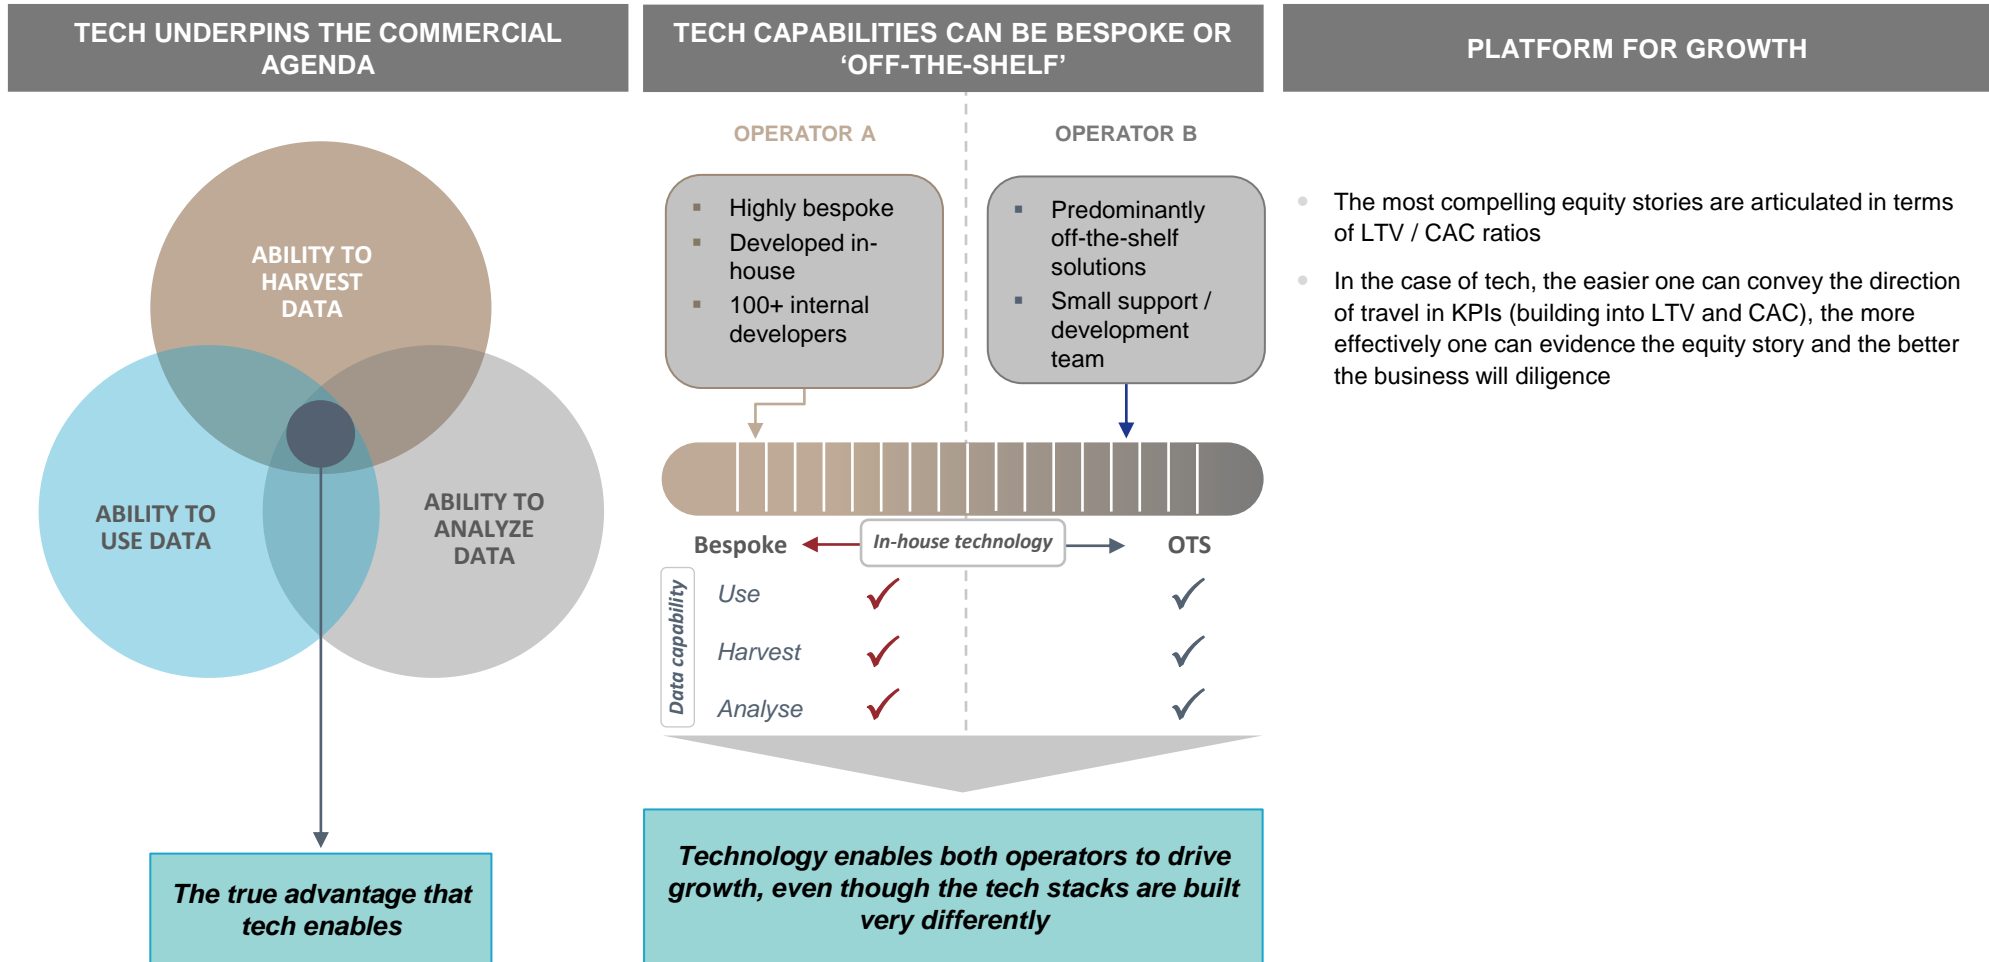 TECH UNDERPINS THE COMMERCIAL
AGENDA
ABILITY TO
HARVEST
DATA
ABILITY TO
USE DATA
ABILITY TO
ANALYZE
DATA
The true advantage that
tech enables
TECH CAPABILITIES CAN BE BESPOKE OR
‘OFF-THE-SHELF’
OPERATOR A
Highly bespoke
Developed in-
house
100+ internal
developers
OPERATOR B
Predominantly
off-the-shelf
solutions
Small support /
development
team
Bespoke
In-house technology
OTS
Data capability
Use
Harvest
Analyse
Technology enables both operators to drive
growth, even though the tech stacks are built
very differently
PLATFORM FOR GROWTH
The most compelling equity stories are articulated in terms
of LTV / CAC ratios
In the case of tech, the easier one can convey the direction
of travel in KPIs (building into LTV and CAC), the more
effectively one can evidence the equity story and the better
the business will diligence